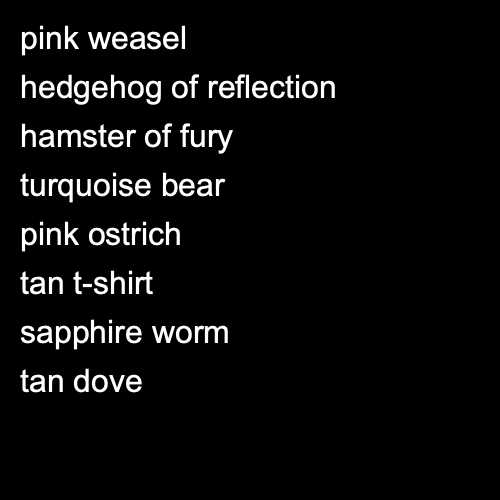 pink weasel
hedgehog of reflection
hamster of fury
turquoise bear
pink ostrich
tan t-shirt
sapphire worm
tan dove